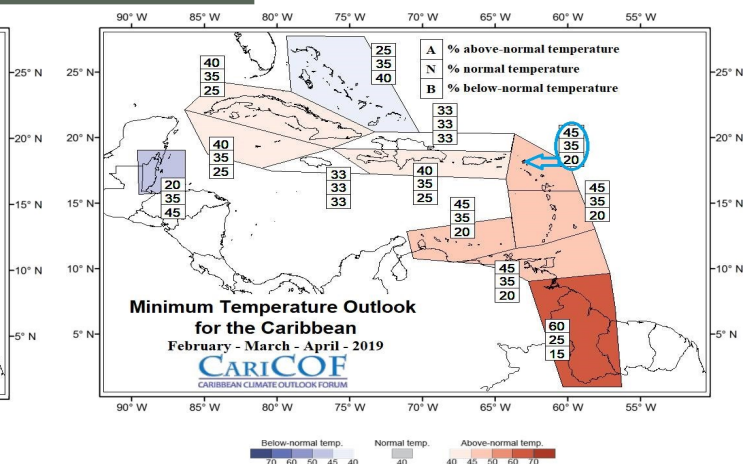 90° W 85° W 80° W 75° W 70° W 65° W 60° W 55° W
25° N
20° N
15° N
10° N
5° N
25° N
20° N
15° N
10° N
5° N
25° N
20° N
15° N
10° N
5° N
A % above-normal temperature
N % normal temperature
B % below-normal temperature
40
35
25
25
35
40
33
33
33
45
35
20
40
35
25
20
35
45
33
33
33
40
35
25
45
35
20
45
35
20
45
35
20
60
25
15
Minimum Temperature Outlook
for the Caribbean
February - March - April - 2019
CARICOF
CARIBBEAN CLIMATE OUTLOOK FORUM
90° W 85° W 80° W 75° W 70° W 65° W 60° W 55° W
Below-normal temp. Normal temp. Above-normal temp.
70 60 50 45 40 40 40 45 50 60 70